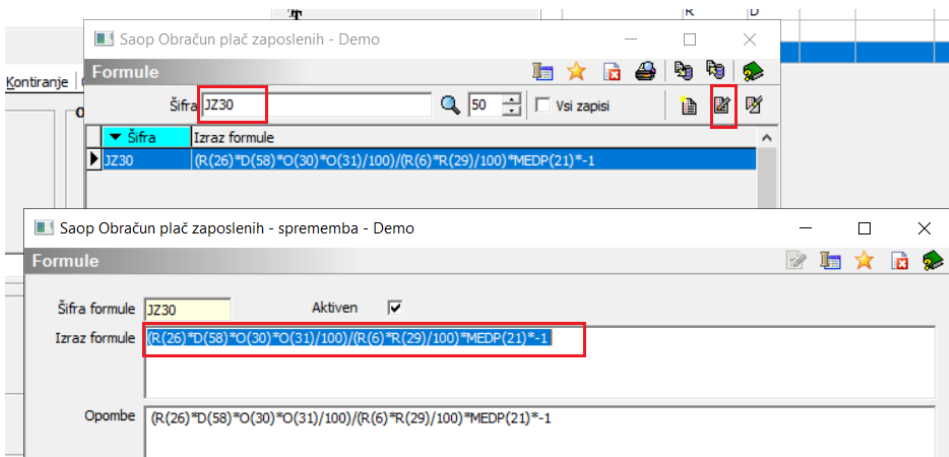 R D
Saop Obračun plač zaposlenih - Demo
Formule
Kontiranje
Šifra JZ30 50 Vsi zapisi
Šifra Izraz formule
JZ30 (R(26)*D(58)*O(30)*O(31)/100)/(R(6)*R(29)/100)*MEDP(21)*-1
Saop Obračun plač zaposlenih - sprememba - Demo
Formule
Šifra formule JZ30 Aktiven
Izraz formule (R(26)*D(58)*O(30)*O(31)/100)/(R(6)*R(29)/100)*MEDP(21)*-1
Opombe (R(26)*D(58)*O(30)*O(31)/100)/(R(6)*R(29)/100)*MEDP(21)*-1